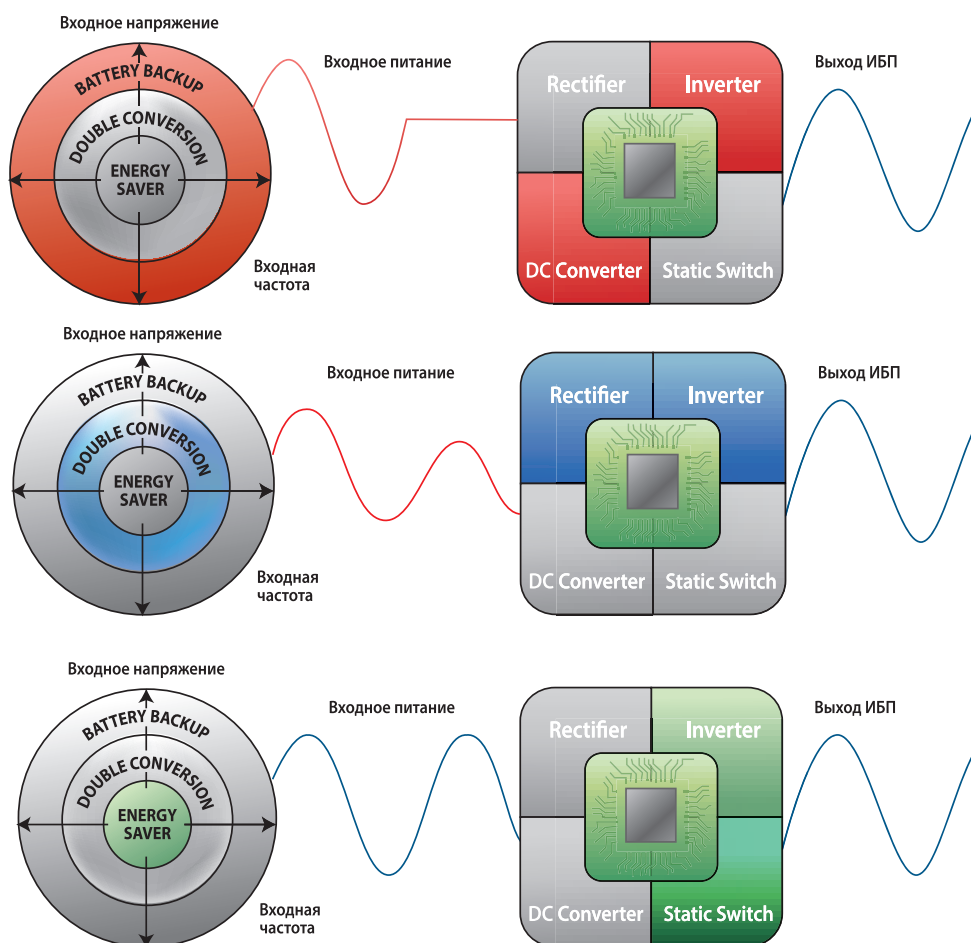 Входное напряжение
BATTERY BACKUP
DOUBLE CONVERSION
ENERGY
SAVER
Входная
частота
Входное питание
Rectifier
Inverter
DC Converter
Static Switch
Выход ИБП
Входное напряжение
BATTERY BACKUP
DOUBLE CONVERSION
ENERGY
SAVER
Входная
частота
Входное питание
Rectifier
Inverter
DC Converter
Static Switch
Выход ИБП
Входное напряжение
BATTERY BACKUP
DOUBLE CONVERSION
ENERGY
SAVER
Входная
частота
Входное питание
Rectifier
Inverter
DC Converter
Static Switch
Выход ИБП